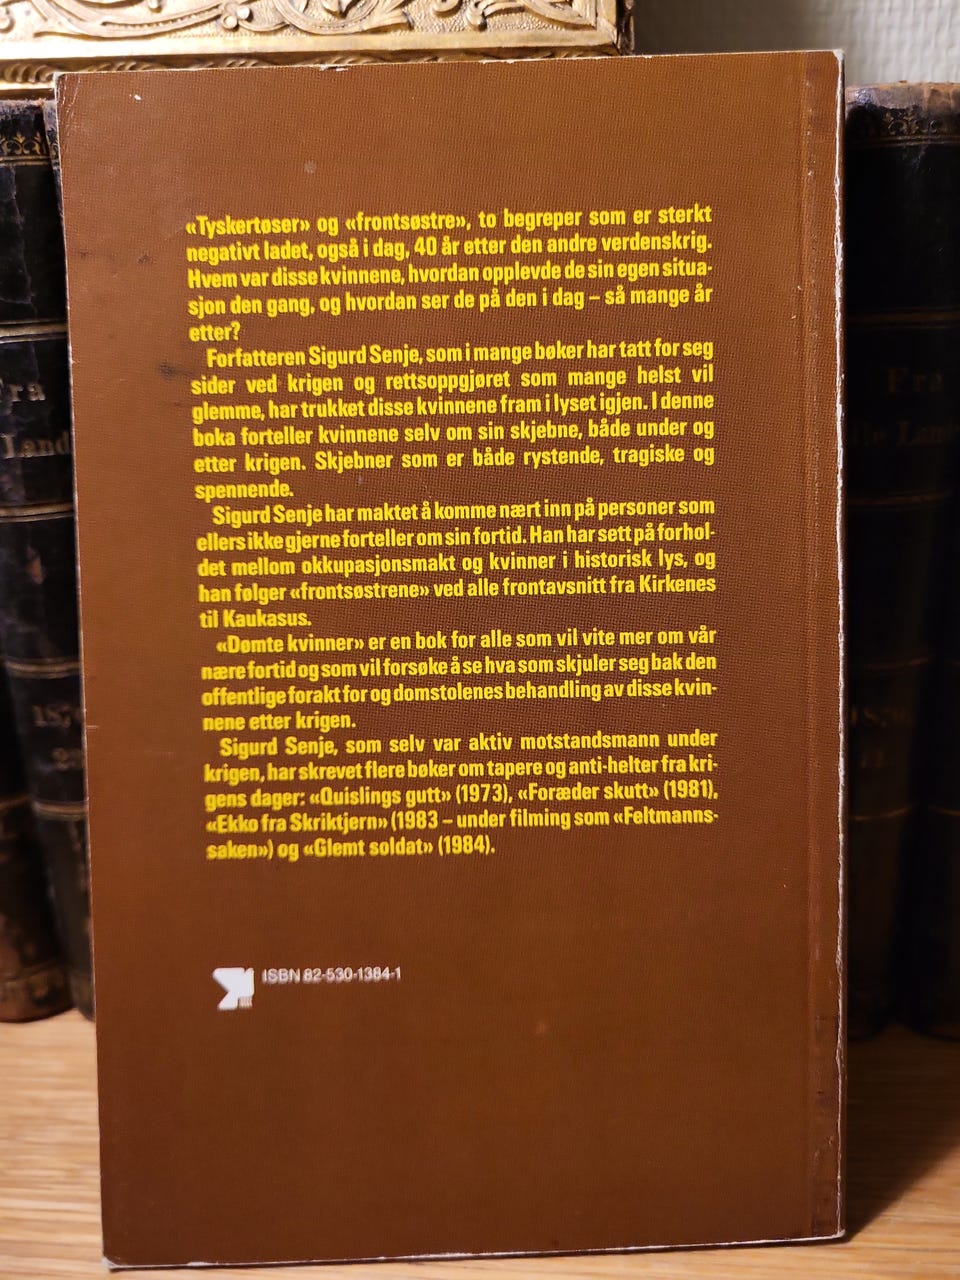 «Tyskertøser» og «frontsøstre», to begreper som er sterkt
negativt ladet, også i dag, 40 år etter den andre verdenskrig.
Hvem var disse kvinnene, hvordan opplevde de sin egen situa-
sjon den gang, og hvordan ser de på den i dag – så mange år
etter?
Forfatteren Sigurd Senje, som i mange bøker har tatt for seg
sider ved krigen og rettsoppgjøret som mange helst vil
glemme, har trukket disse kvinnene fram i lyset igjen. I denne
boka forteller kvinnene selv om sin skjebne, både under og
etter krigen. Skjebner som er både rystende, tragiske og
spennende.
Sigurd Senje har maktet å komme nært inn på personer som
ellers ikke gjerne forteller om sin fortid. Han har sett på forhol-
det mellom okkupasjonsmakt og kvinner i historisk lys, og
han følger «frontsøstrene» ved alle frontavsnitt fra Kirkenes
til Kaukasus.
«Dømte kvinner» er en bok for alle som vil vite mer om vår
nære fortid og som vil forsøke å se hva som skjuler seg bak den
offentlige forakt for og domstolenes behandling av disse kvin-
nene etter krigen.
Sigurd Senje, som selv var aktiv motstandsmann under
krigen, har skrevet flere bøker om tapere og anti-helter fra kri-
gens dager: «Quislings gutt» (1973), «Foræder skutt» (1981),
«Ekko fra Skriktjern» (1983 – under filming som «Feltmanns-
saken») og «Glemt soldat» (1984).
ISBN 82-530-1384-1
Fra
Land
Fra